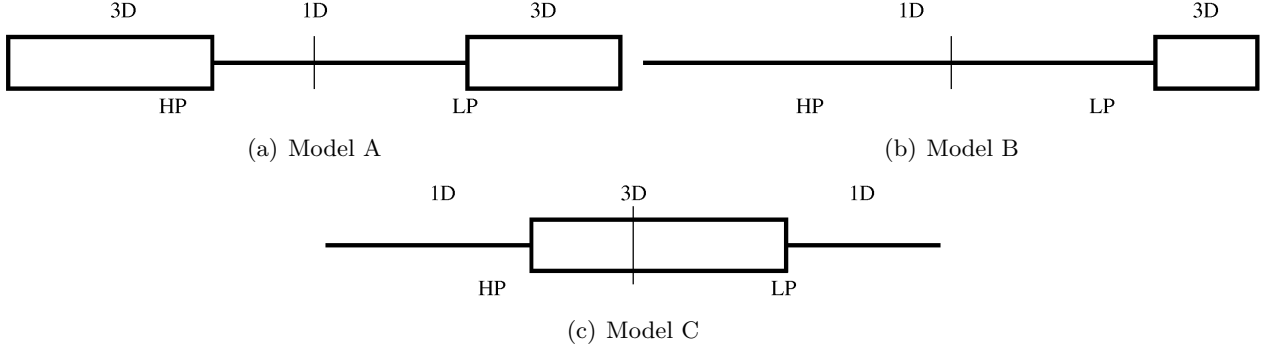 3D 1D 3D 1D 3D
HP LP HP LP
(a) Model A (b) Model B
1D 3D 1D
HP LP
(c) Model C